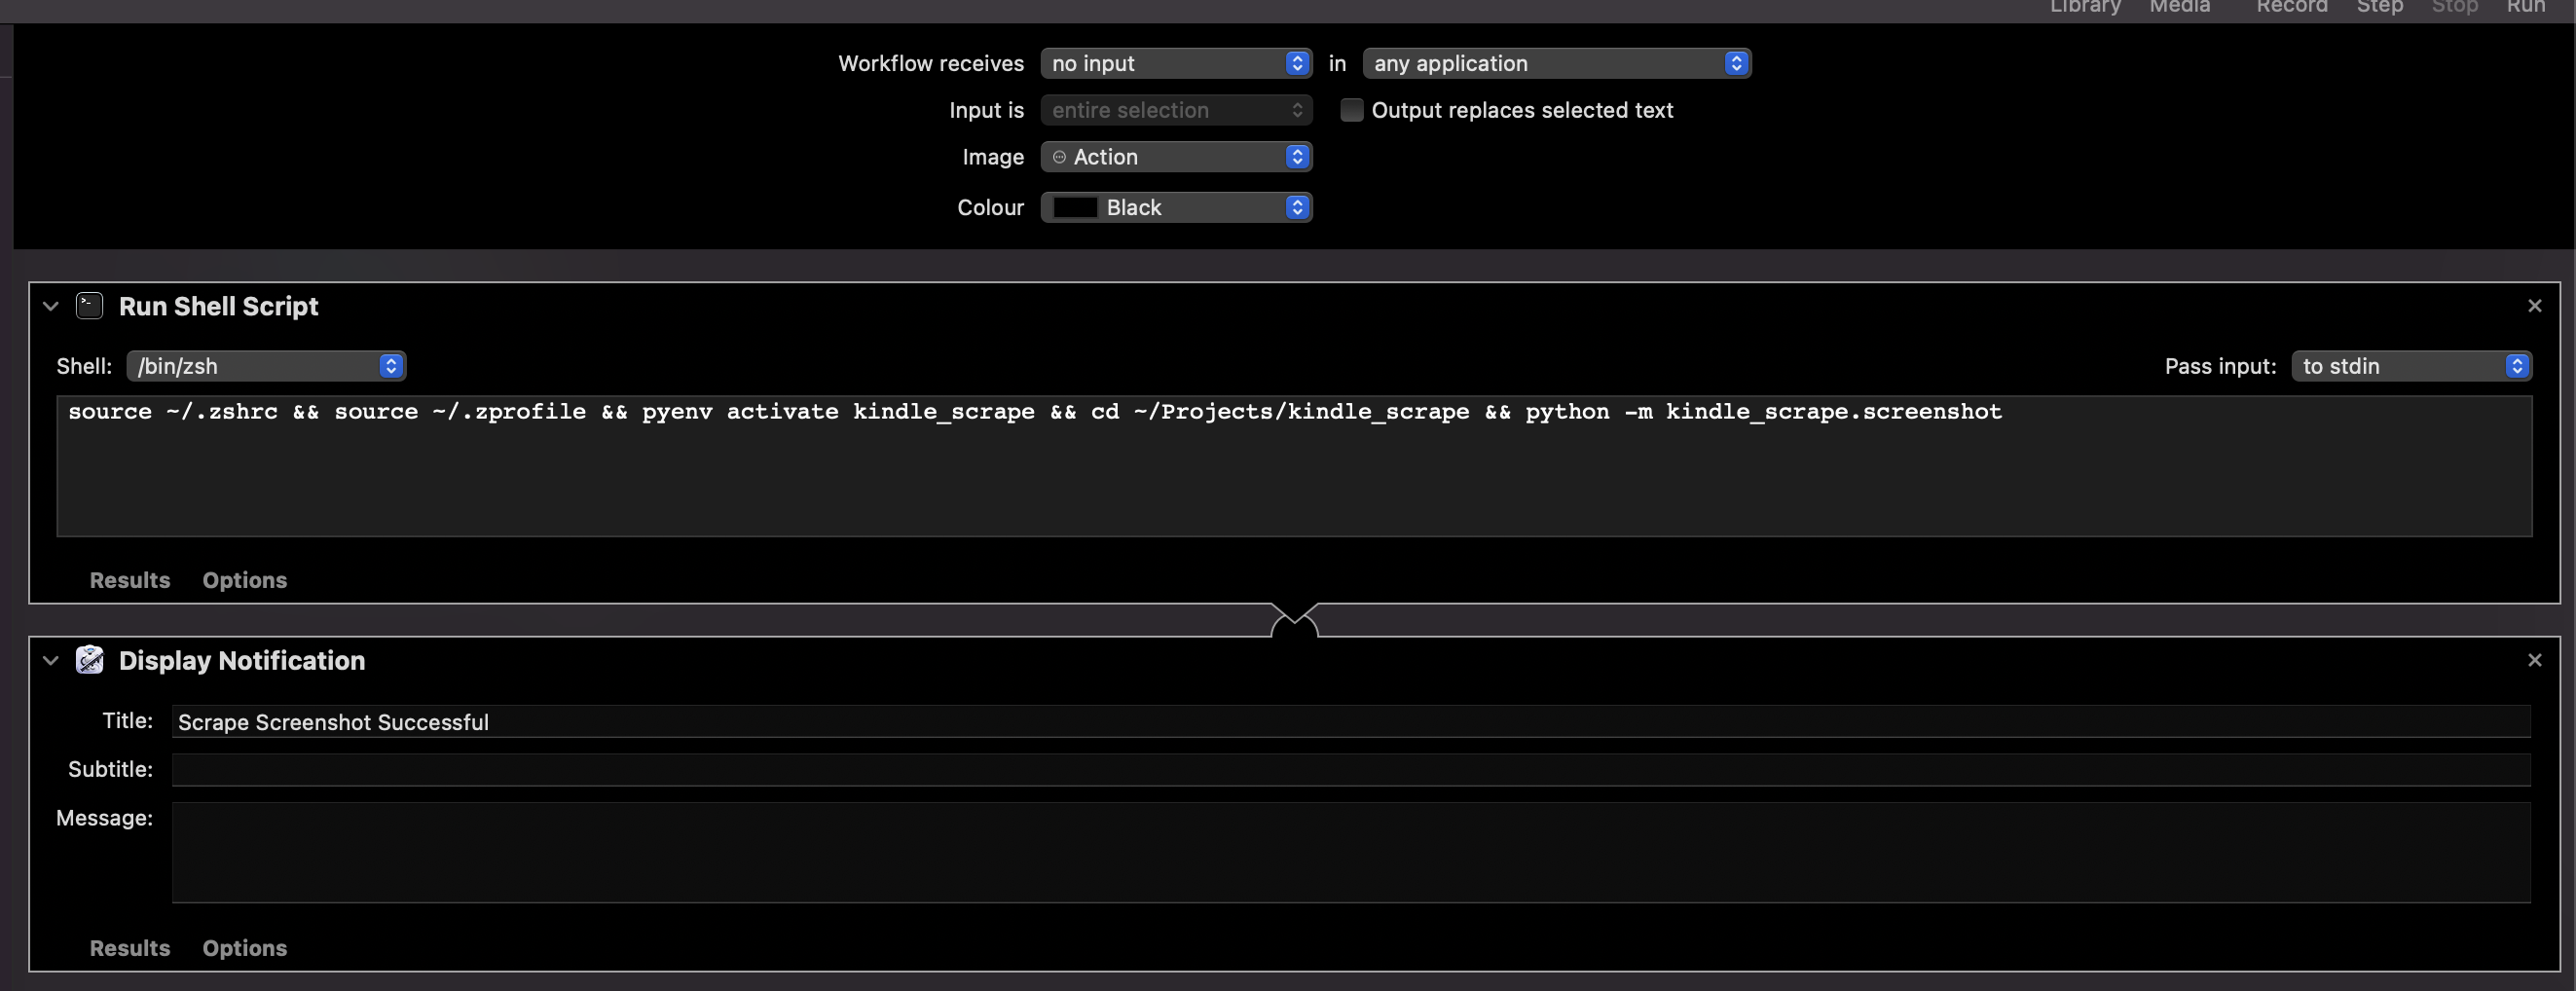 Library Media Record Step Stop Run
Workflow receives no input in any application
Input is entire selection Output replaces selected text
Image Action
Colour Black
Run Shell Script
Shell: /bin/zsh Pass input: to stdin
source ~/.zshrc && source ~/.zprofile && pyenv activate kindle_scrape && cd ~/Projects/kindle_scrape && python -m kindle_scrape.screenshot
Results Options
Display Notification
Title: Scrape Screenshot Successful
Subtitle:
Message:
Results Options